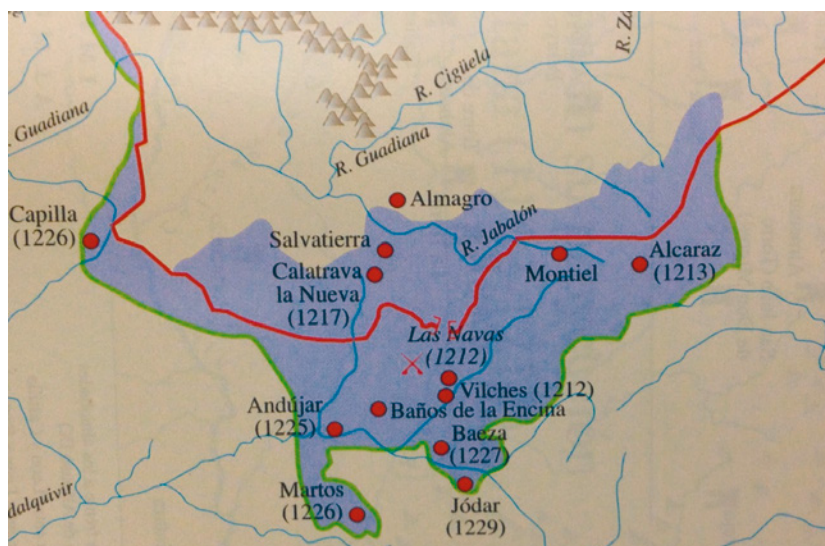 R. Cigüela
R. Guadiana
R. Guadiana
Almagro
Capilla
(1226)
Salvatierra
R. Jabalón
Calatrava
la Nueva
(1217)
Montiel
Alcaraz
(1213)
Las Navas
(1212)
Vilches (1212)
Andújar
(1225)
Baños de la Encina
Baeza
(1227)
Martos
(1226)
Jódar
(1229)
dalquivir